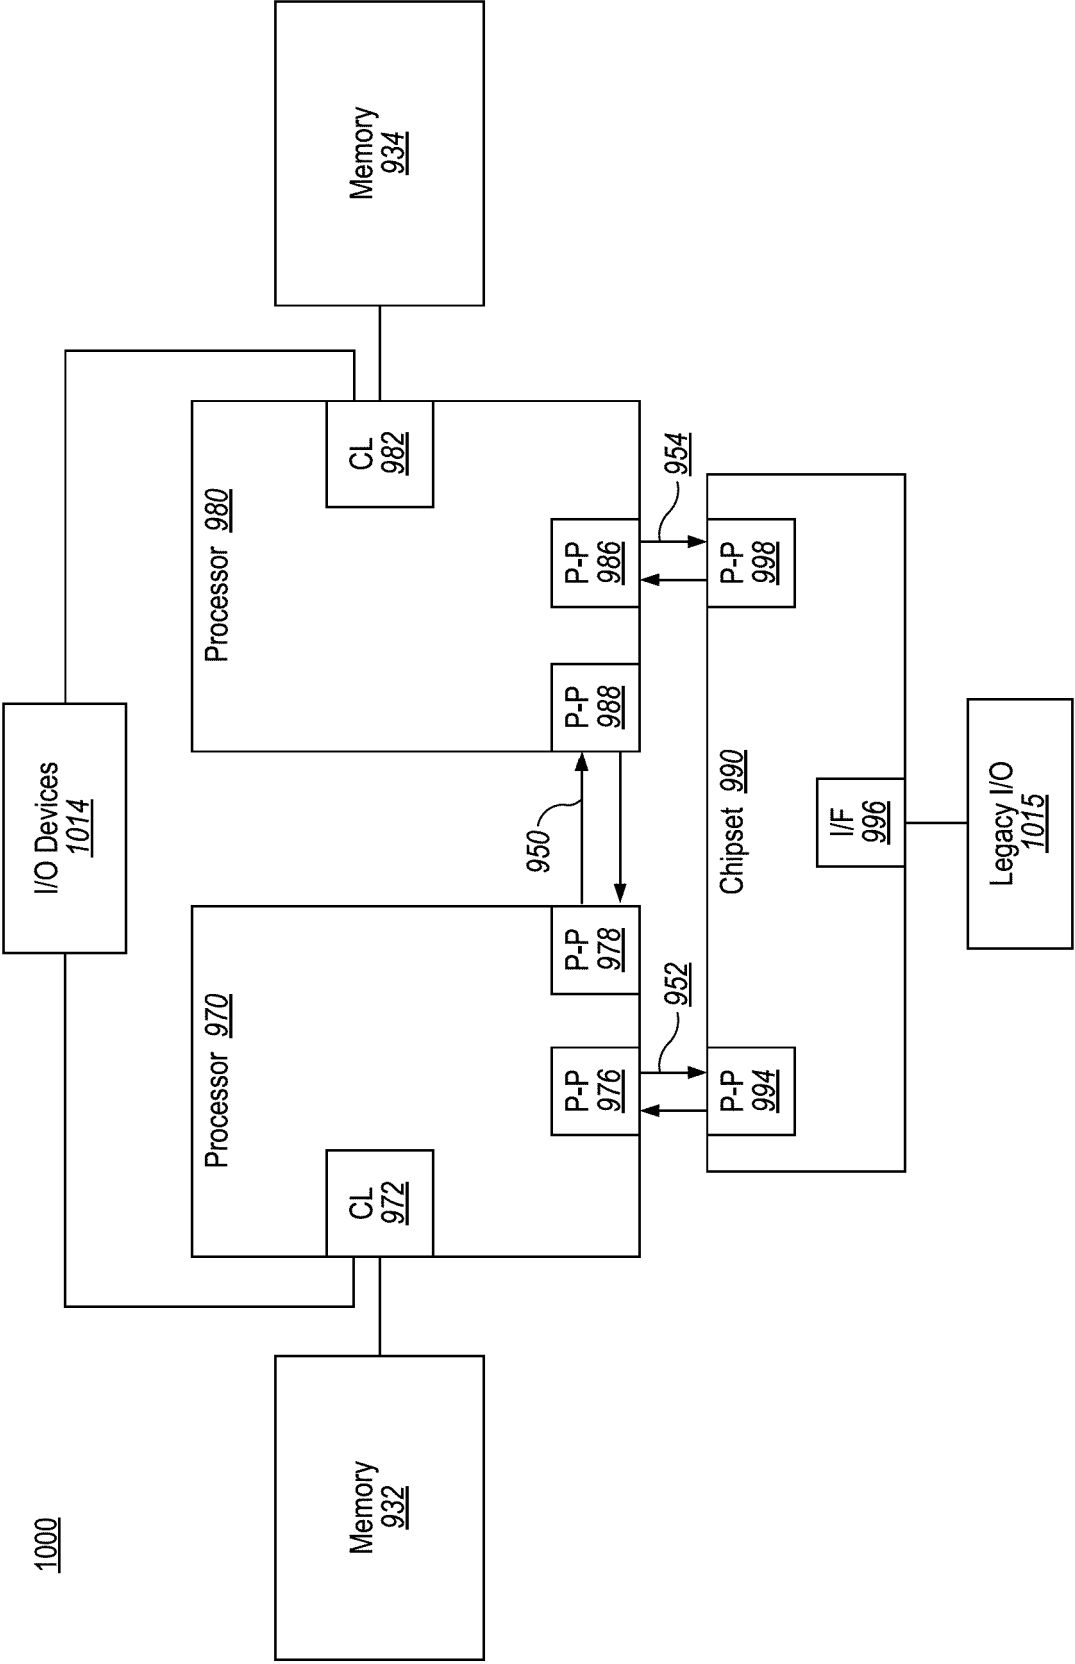 1000
I/O Devices
1014
Memory
932
Processor 970
CL
972
P-P
976
P-P
978
950
Processor 980
CL
982
P-P
988
P-P
986
Memory
934
952
954
Chipset 990
P-P
994
P-P
998
I/F
996
Legacy I/O
1015